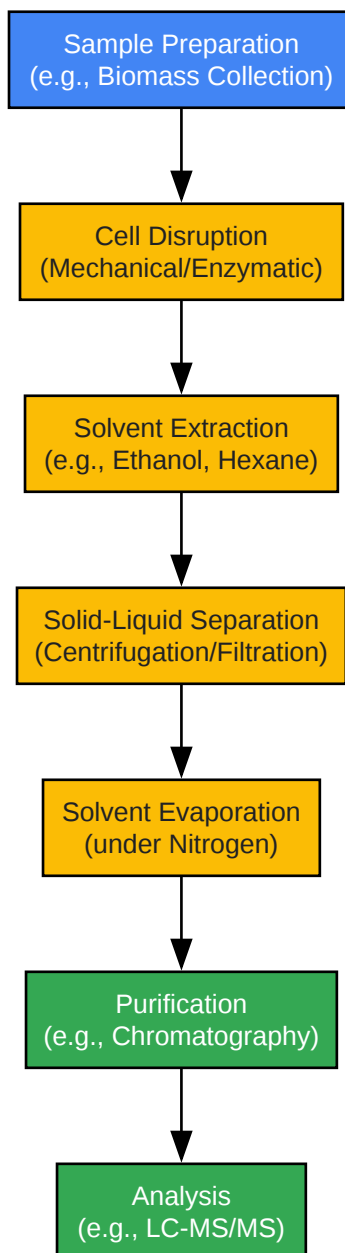 Sample Preparation
(e.g., Biomass Collection)
Cell Disruption
(Mechanical/Enzymatic)
Solvent Extraction
(e.g., Ethanol, Hexane)
Solid-Liquid Separation
(Centrifugation/Filtration)
Solvent Evaporation
(under Nitrogen)
Purification
(e.g., Chromatography)
Analysis
(e.g., LC-MS/MS)